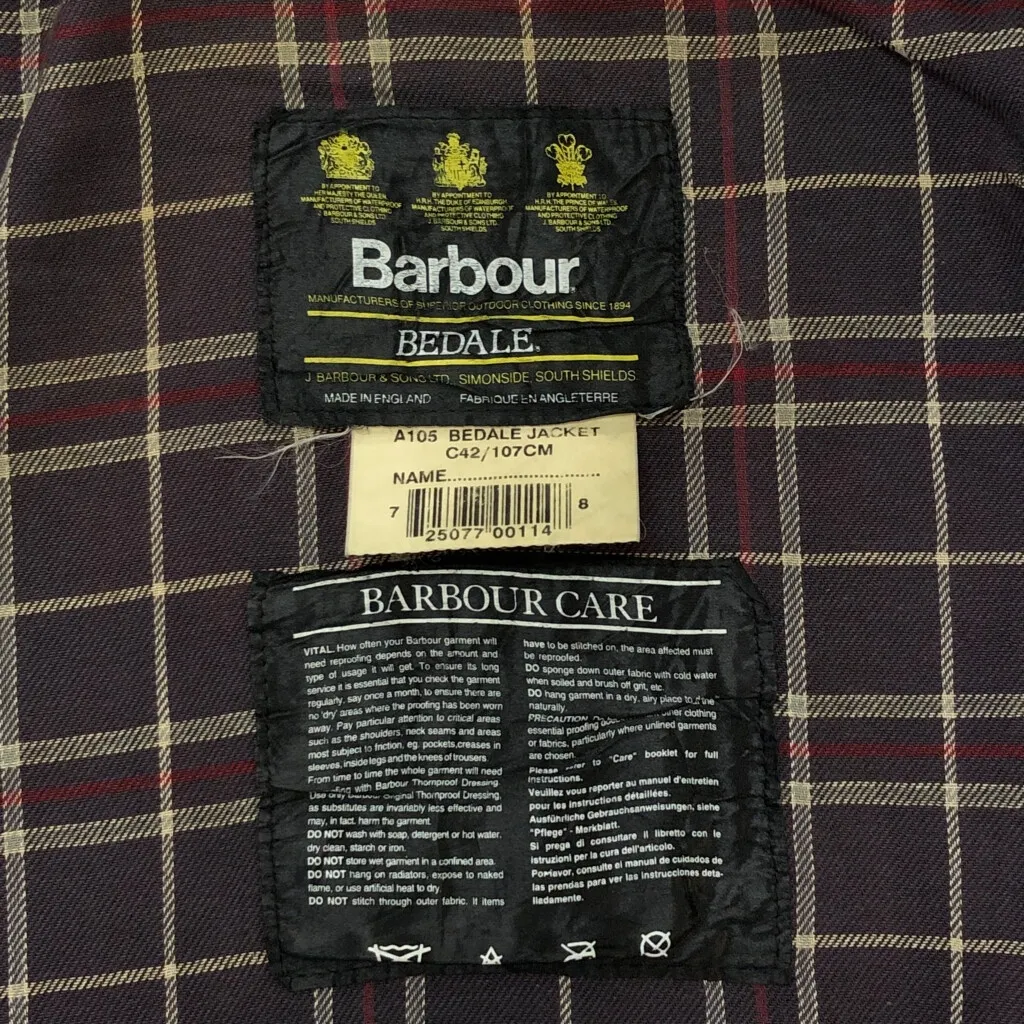 BY APPOINTMENT TO
HER MAJESTY THE QUEEN
MANUFACTURERS OF WATERPROOF
AND PROTECTIVE CLOTHING
J. BARBOUR & SONS LTD.
SOUTH SHIELDS
BY APPOINTMENT TO
H.R.H. THE DUKE OF EDINBURGH
MANUFACTURERS OF WATERPROOF
AND PROTECTIVE CLOTHING
J. BARBOUR & SONS LTD.
SOUTH SHIELDS
BY APPOINTMENT TO
H.R.H. THE PRINCE OF WALES
MANUFACTURERS OF WATERPROOF
AND PROTECTIVE CLOTHING
J. BARBOUR & SONS LTD.
SOUTH SHIELDS
Barbour
MANUFACTURERS OF SUPERIOR OUTDOOR CLOTHING SINCE 1894
BEDALE.
J. BARBOUR & SONS LTD. SIMONSIDE, SOUTH SHIELDS
MADE IN ENGLAND FABRIQUE EN ANGLETERRE
A105 BEDALE JACKET
C42/107CM
NAME..............................
7 25077 00114 8
BARBOUR CARE
VITAL. How often your Barbour garment will
need reproofing depends on the amount and
type of usage it will get. To ensure its long
service it is essential that you check the garment
regularly, say once a month, to ensure there are
no 'dry' areas where the proofing has been worn
away. Pay particular attention to critical areas
such as the shoulders, neck seams and areas
most subject to friction, eg. pockets,creases in
sleeves, inside legs and the knees of trousers.
From time to time the whole garment will need
with Barbour Thornproof Dressing.
Use only Barbour Original Thornproof Dressing,
as substitutes are invariably less effective and
may, in fact, harm the garment.
DO NOT wash with soap, detergent or hot water,
dry clean, starch or iron.
DO NOT store wet garment in a confined area.
DO NOT hang on radiators, expose to naked
flame, or use artificial heat to dry.
DO NOT stitch through outer fabric. If items
have to be stitched on, the area affected must
be reproofed.
DO sponge down outer fabric with cold water
when soiled and brush off grit, etc.
DO hang garment in a dry, airy place to
naturally.
PRECAUTION other clothing
essential proofing
or fabrics, particularly where unlined garments
are chosen.
Please to "Care" booklet for full
instructions.
Veuillez vous reporter au manuel d'entretien
pour les instructions détaillées.
Ausführliche Gebrauchsanweisungen, siehe
"Pflege" - Merkblatt.
Si prega di consultare il libretto con le
istruzioni per la cura dell'articolo.
Por favor, consulte el manual de cuidados de
las prendas para ver las instrucciones deta-
lladamente.